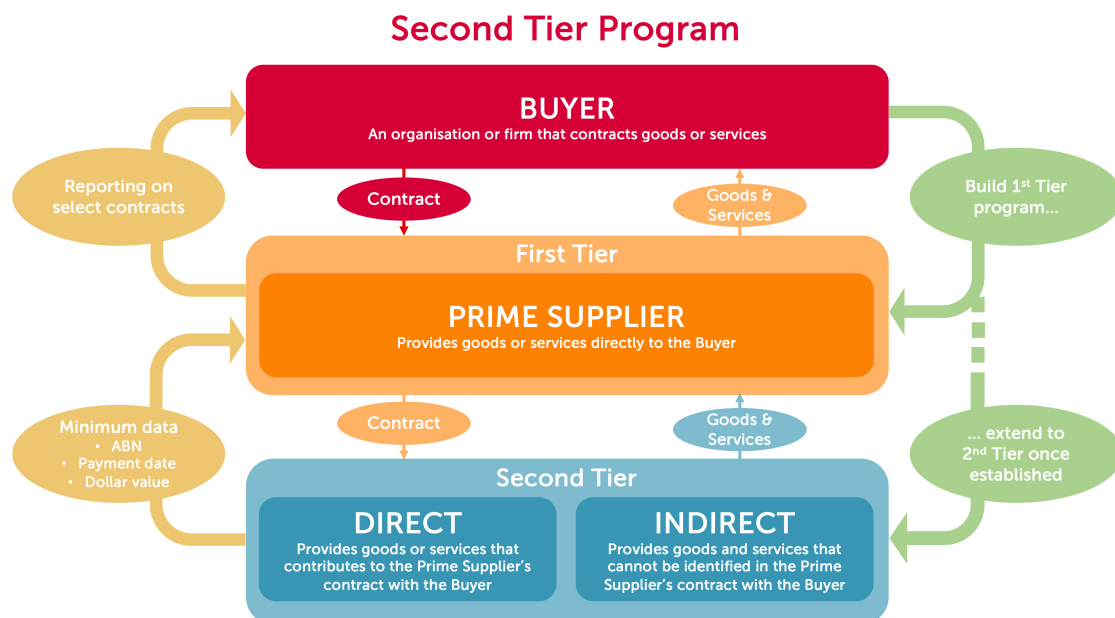 Second Tier Program
BUYER
An organisation or firm that contracts goods or services
Reporting on
select contracts
Contract
Goods &
Services
Build 1st Tier
program...
First Tier
PRIME SUPPLIER
Provides goods or services directly to the Buyer
Minimum data
• ABN
• Payment date
• Dollar value
Contract
Goods &
Services
... extend to
2nd Tier once
established
Second Tier
DIRECT
Provides goods or services that
contributes to the Prime Supplier's
contract with the Buyer
INDIRECT
Provides goods and services that
cannot be identified in the Prime
Supplier's contract with the Buyer